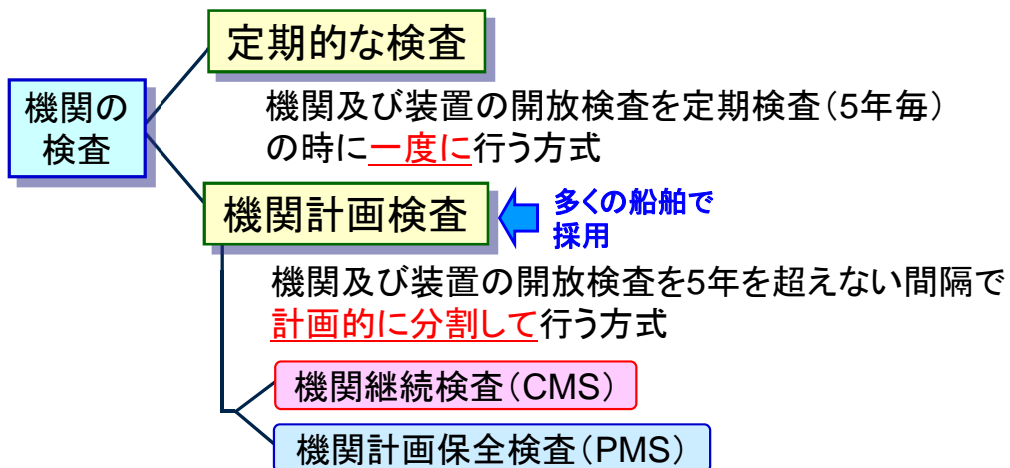 定期的な検査
機関の
検査
機関及び装置の開放検査を定期検査(5年毎)
の時に一度に行う方式
機関計画検査
多くの船舶で
採用
機関及び装置の開放検査を5年を超えない間隔で
計画的に分割して行う方式
機関継続検査(CMS)
機関計画保全検査(PMS)